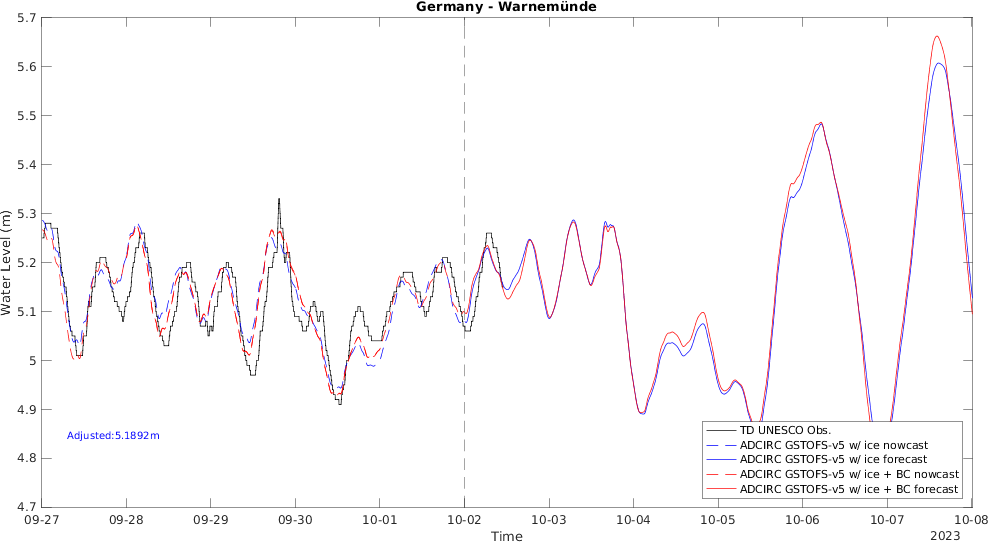 Germany - Warnemünde
Water Level (m)
5.7
5.6
5.5
5.4
5.3
5.2
5.1
5
4.9
4.8
4.7
Adjusted:5.1892m
TD UNESCO Obs.
ADCIRC GSTOFS-v5 w/ ice nowcast
ADCIRC GSTOFS-v5 w/ ice forecast
ADCIRC GSTOFS-v5 w/ ice + BC nowcast
ADCIRC GSTOFS-v5 w/ ice + BC forecast
09-27 09-28 09-29 09-30 10-01 10-02 10-03 10-04 10-05 10-06 10-07 10-08
Time
2023